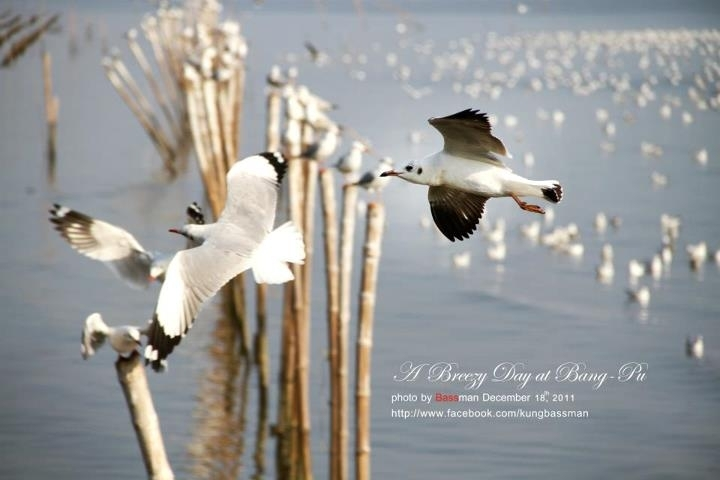 A Breezy Day at Bang-Pu
photo by Bassman December 18th, 2011
http://www.facebook.com/kungbassman